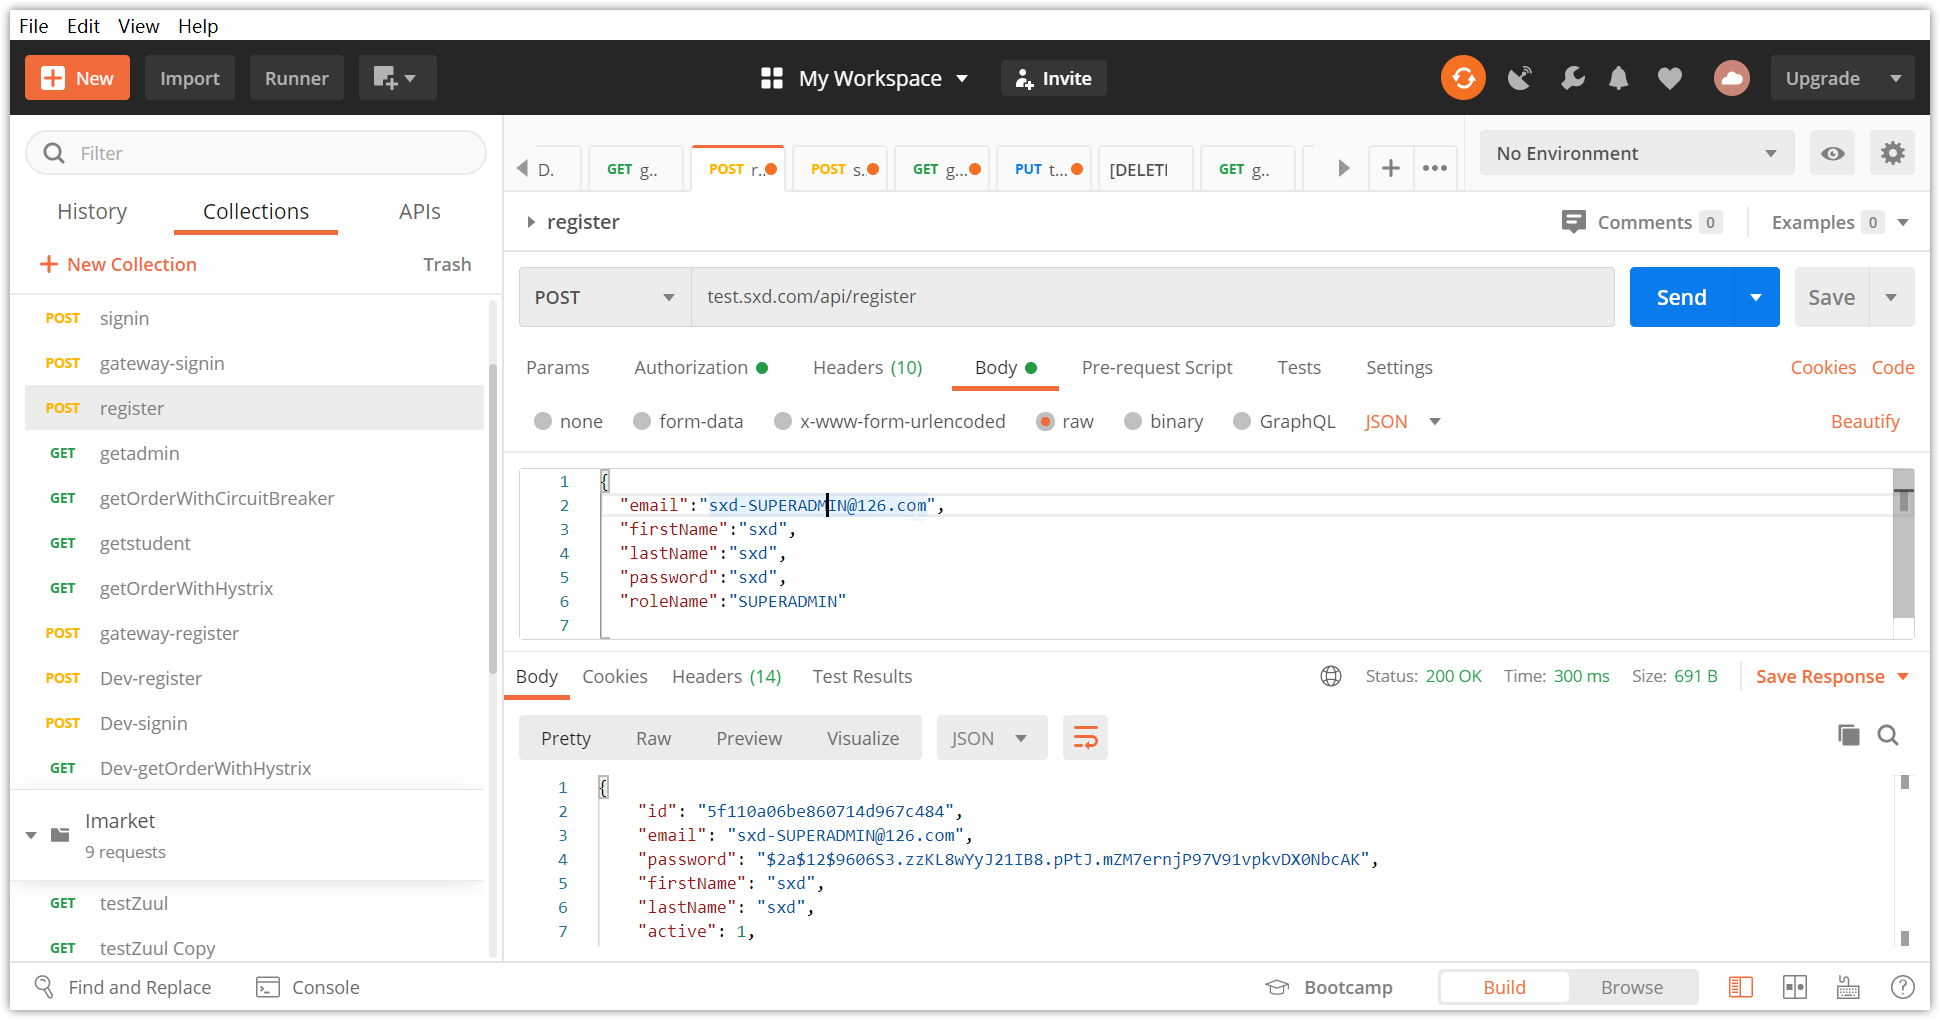 File Edit View Help
New Import Runner My Workspace Invite Upgrade
Filter
History Collections APIs
New Collection Trash
POST signin
POST gateway-signin
POST register
GET getadmin
GET getOrderWithCircuitBreaker
GET getstudent
GET getOrderWithHystrix
POST gateway-register
POST Dev-register
POST Dev-signin
GET Dev-getOrderWithHystrix
Imarket
9 requests
GET testZuul
GET testZuul Copy
D. GET g.. POST r.. POST s.. GET g... PUT t... [DELETI GET g.. No Environment
register Comments 0 Examples 0
POST test.sxd.com/api/register Send Save
Params Authorization Headers (10) Body Pre-request Script Tests Settings Cookies Code
none form-data x-www-form-urlencoded raw binary GraphQL JSON Beautify
1 {
2 "email":"sxd-SUPERADMIN@126.com",
3 "firstName":"sxd",
4 "lastName":"sxd",
5 "password":"sxd",
6 "roleName":"SUPERADMIN"
7
Body Cookies Headers (14) Test Results Status: 200 OK Time: 300 ms Size: 691 B Save Response
Pretty Raw Preview Visualize JSON
1 {
2 "id": "5f110a06be860714d967c484",
3 "email": "sxd-SUPERADMIN@126.com",
4 "password": "$2a$12$9606S3.zzKL8wYyJ21IB8.pPtJ.mZM7ernjP97V91vpkvDX0NbcAK",
5 "firstName": "sxd",
6 "lastName": "sxd",
7 "active": 1,
Find and Replace Console Bootcamp Build Browse